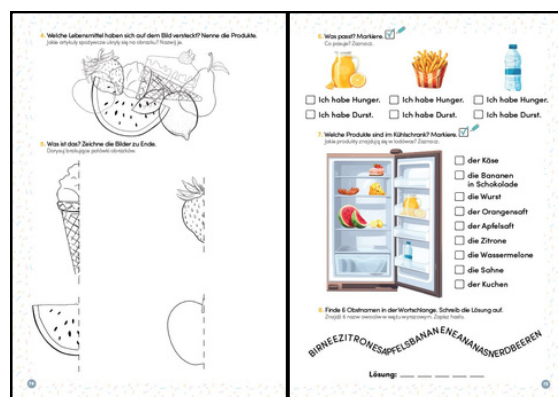 4. Welche Lebensmittel haben sich auf dem Bild versteckt? Nenne die Produkte.
Jakie artykuły spożywcze ukryły się na obrazku? Nazwij je.
5. Was ist das? Zeichne die Bilder zu Ende.
Dorysuj brakujące połówki obrazków.
6. Was passt? Markiere.
Co pasuje? Zaznacz.
Ich habe Hunger.
Ich habe Durst.
Ich habe Hunger.
Ich habe Durst.
Ich habe Hunger.
Ich habe Durst.
7. Welche Produkte sind im Kühlschrank? Markiere.
Jakie produkty znajdują się w lodówce? Zaznacz.
der Käse
die Bananen
in Schokolade
die Wurst
der Orangensaft
der Apfelsaft
die Zitrone
die Wassermelone
die Sahne
der Kuchen
8. Finde 6 Obstnamen in der Wortschlange. Schreib die Lösung auf.
Znajdź 6 nazw owoców w wężu wyrazowym. Zapisz hasło.
BIRNEEZITRONESAPFELSBANANENEANANASNERDBEEREN
Lösung: